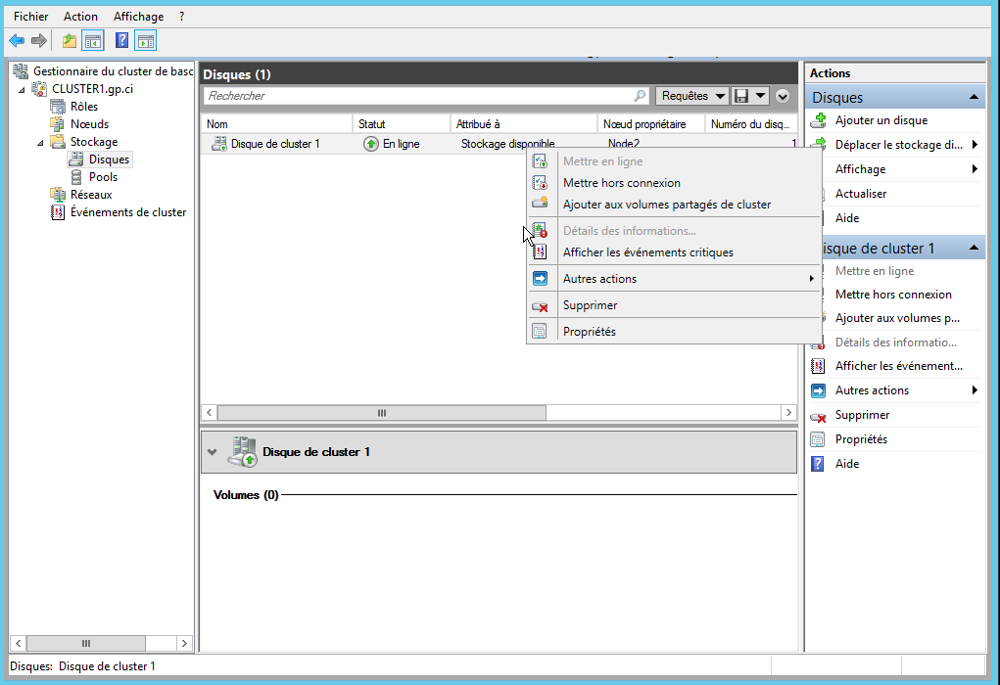 Fichier Action Affichage ?
Gestionnaire du cluster de basc
CLUSTER1.gp.ci
Rôles
Nœuds
Stockage
Disques
Pools
Réseaux
Événements de cluster
Disques (1)
Rechercher
Requêtes
Nom Statut Attribué à Nœud propriétaire Numéro du disq...
Disque de cluster 1 En ligne Stockage disponible Node2 1
Mettre en ligne
Mettre hors connexion
Ajouter aux volumes partagés de cluster
Détails des informations...
Afficher les événements critiques
Autres actions
Supprimer
Propriétés
Disque de cluster 1
Volumes (0)
Actions
Disques
Ajouter un disque
Déplacer le stockage di...
Affichage
Actualiser
Aide
isque de cluster 1
Mettre en ligne
Mettre hors connexion
Ajouter aux volumes p...
Détails des informatio...
Afficher les événement...
Autres actions
Supprimer
Propriétés
Aide
Disques: Disque de cluster 1